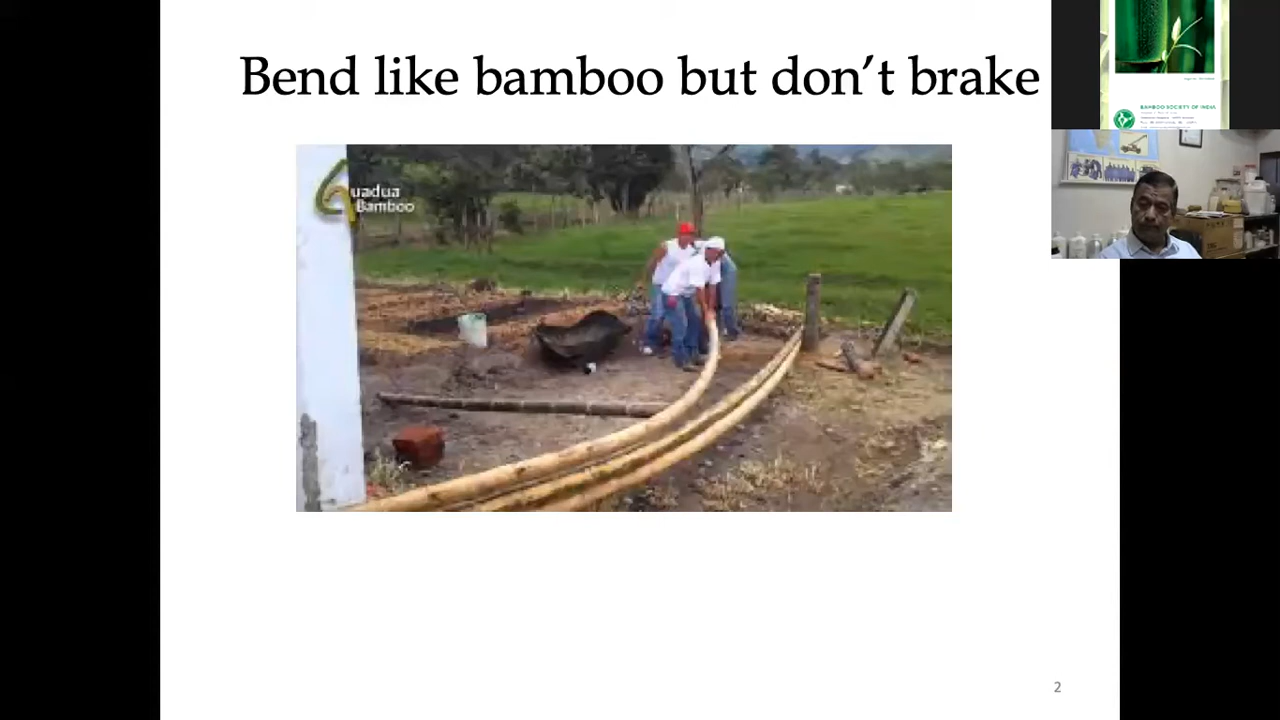 Bend like bamboo but don’t brake
uadua
Bamboo
BAMBOO SOCIETY OF INDIA
2